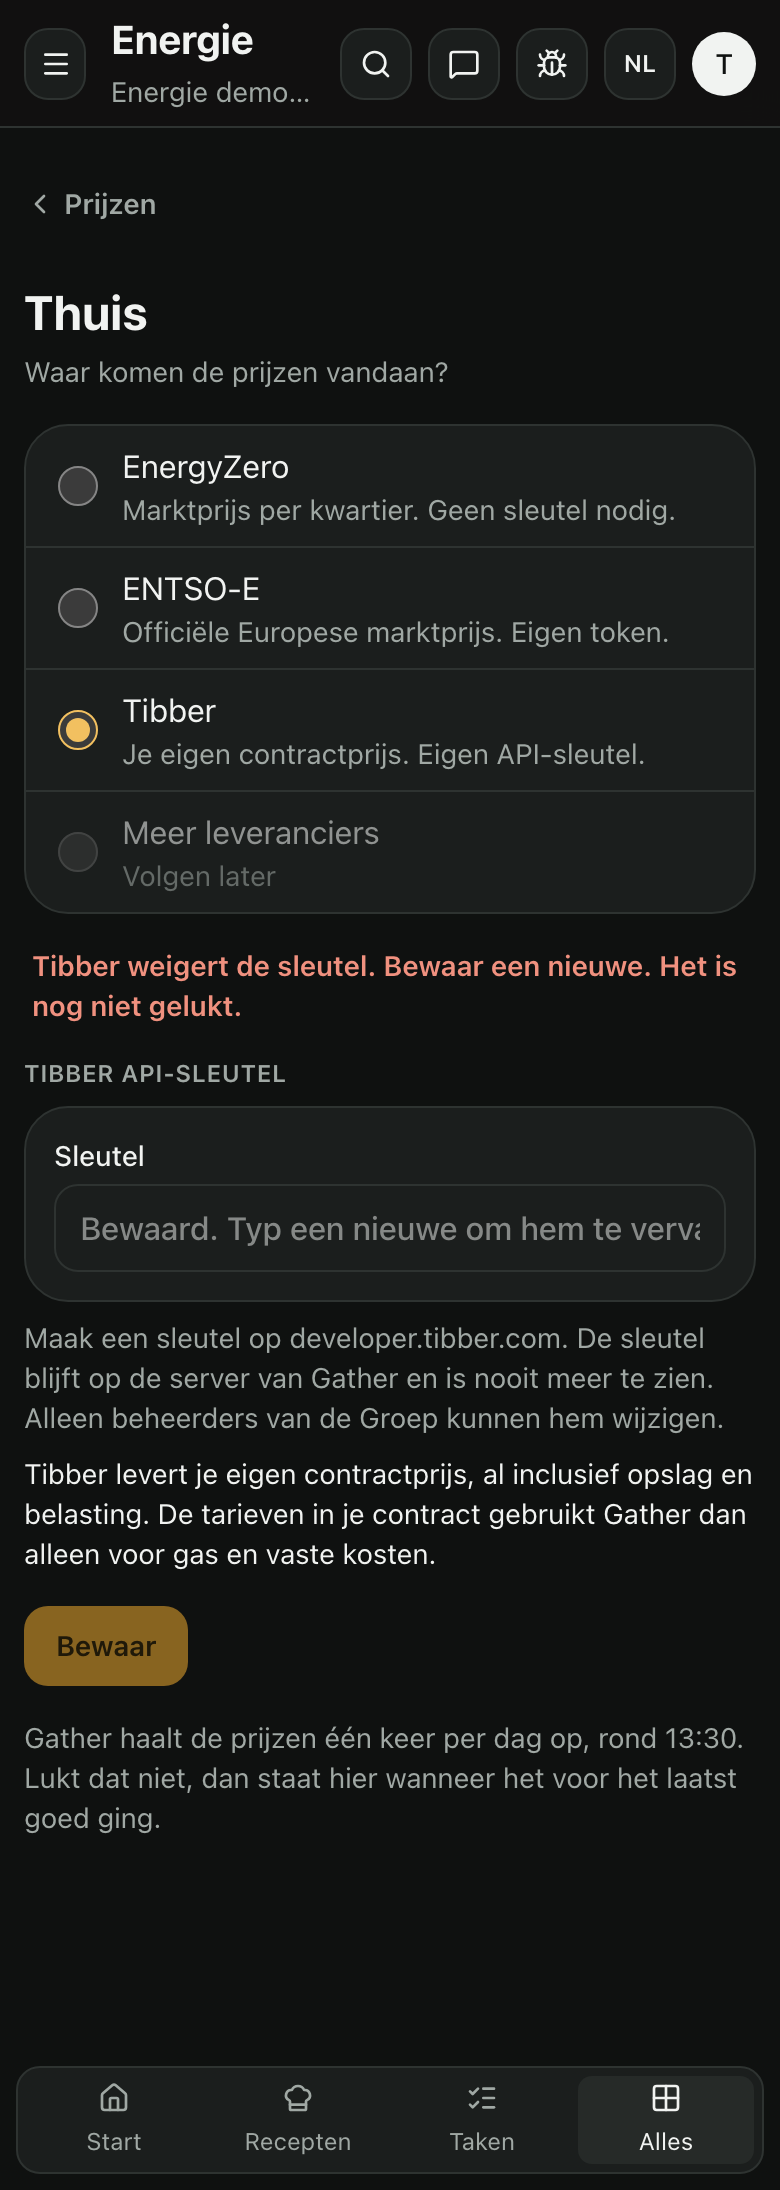 Energie
Energie demo...
NL
T
Prijzen
Thuis
Waar komen de prijzen vandaan?
EnergyZero
Marktprijs per kwartier. Geen sleutel nodig.
ENTSO-E
Officiële Europese marktprijs. Eigen token.
Tibber
Je eigen contractprijs. Eigen API-sleutel.
Meer leveranciers
Volgen later
Tibber weigert de sleutel. Bewaar een nieuwe. Het is
nog niet gelukt.
TIBBER API-SLEUTEL
Sleutel
Bewaard. Typ een nieuwe om hem te verva
Maak een sleutel op developer.tibber.com. De sleutel
blijft op de server van Gather en is nooit meer te zien.
Alleen beheerders van de Groep kunnen hem wijzigen.
Tibber levert je eigen contractprijs, al inclusief opslag en
belasting. De tarieven in je contract gebruikt Gather dan
alleen voor gas en vaste kosten.
Bewaar
Gather haalt de prijzen één keer per dag op, rond 13:30.
Lukt dat niet, dan staat hier wanneer het voor het laatst
goed ging.
Start
Recepten
Taken
Alles